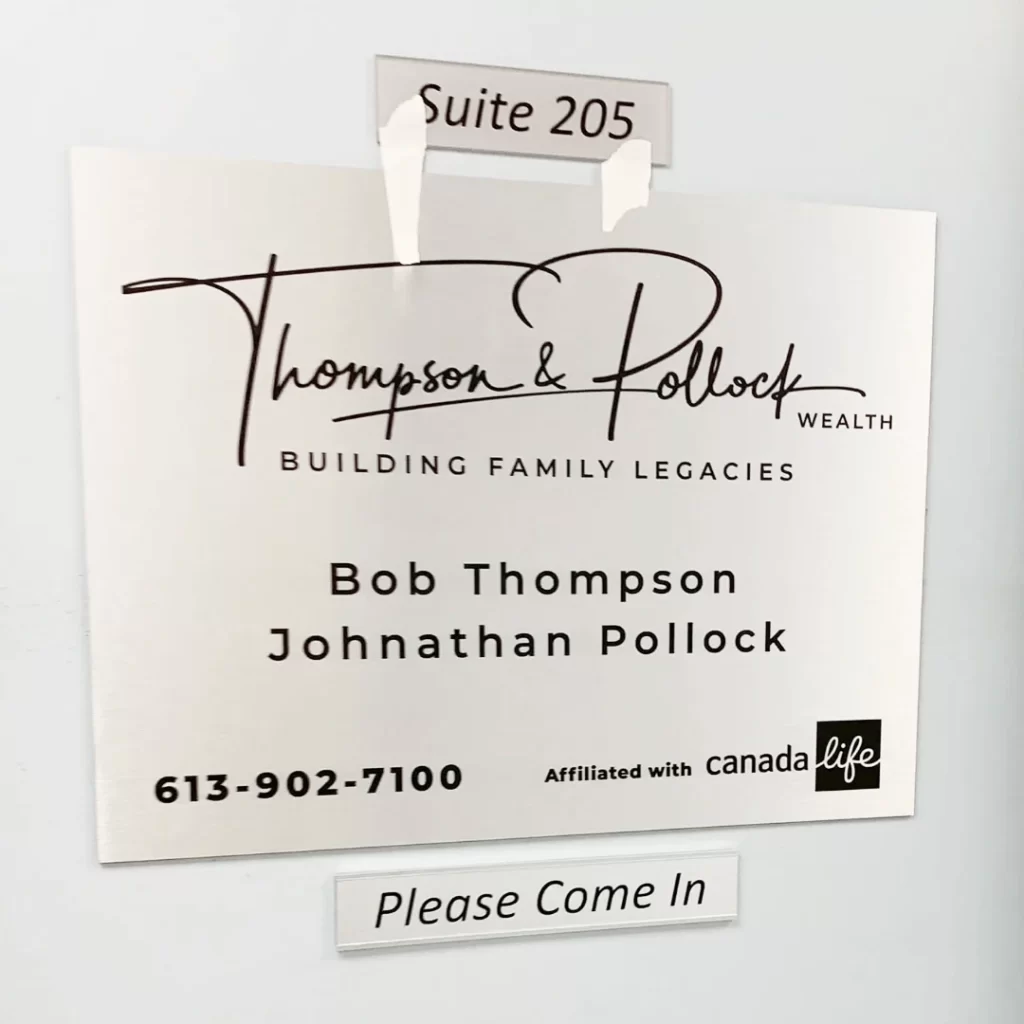 Suite 205
Thompson & Pollock
WEALTH
BUILDING FAMILY LEGACIES
Bob Thompson
Johnathan Pollock
613-902-7100
Affiliated with canada life
Please Come In